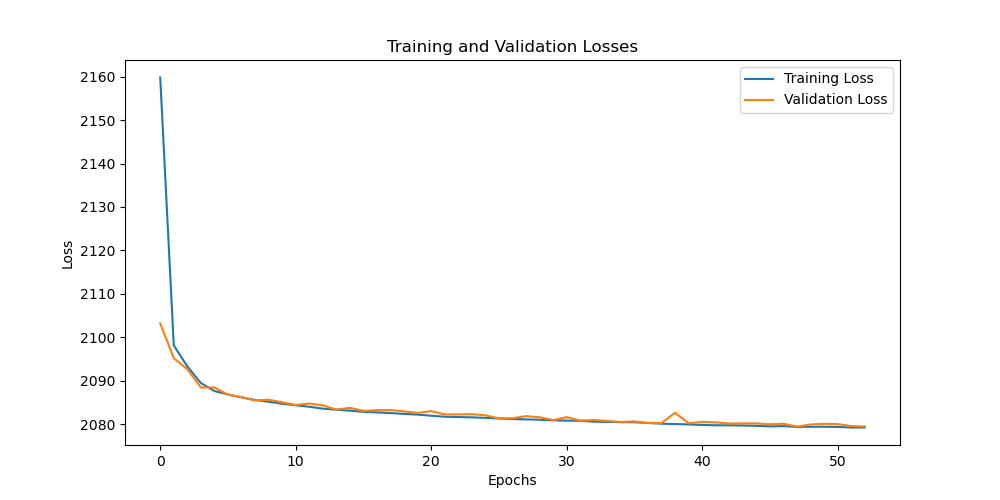 Training and Validation Losses
Training Loss
Validation Loss
2160
2150
2140
2130
2120
2110
2100
2090
2080
Loss
0 10 20 30 40 50
Epochs